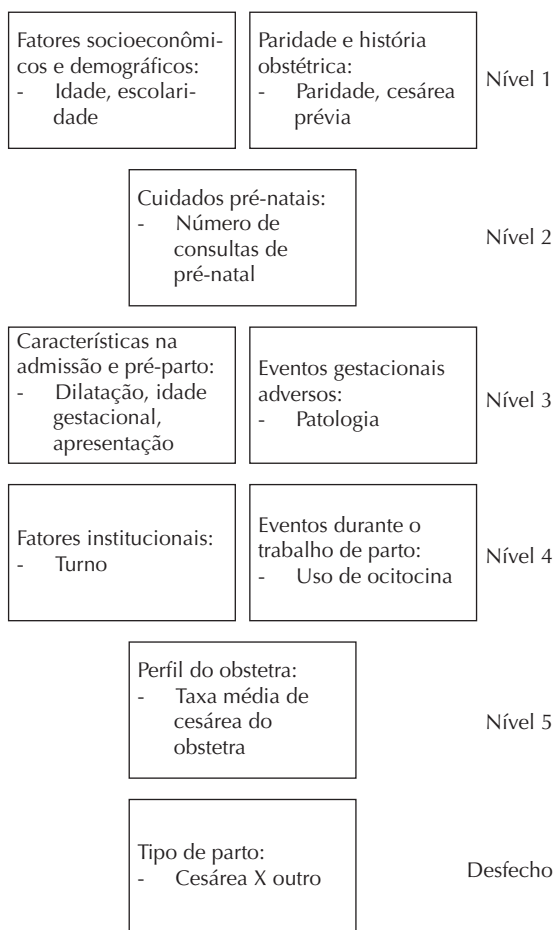 Fatores socioeconômi-
cos e demográficos:
- Idade, escolari-
dade
Paridade e história
obstétrica:
- Paridade, cesárea
prévia
Nível 1
Cuidados pré-natais:
- Número de
consultas de
pré-natal
Nível 2
Características na
admissão e pré-parto:
- Dilatação, idade
gestacional,
apresentação
Eventos gestacionais
adversos:
- Patologia
Nível 3
Fatores institucionais:
- Turno
Eventos durante o
trabalho de parto:
- Uso de ocitocina
Nível 4
Perfil do obstetra:
- Taxa média de
cesárea do
obstetra
Nível 5
Tipo de parto:
- Cesárea X outro
Desfecho